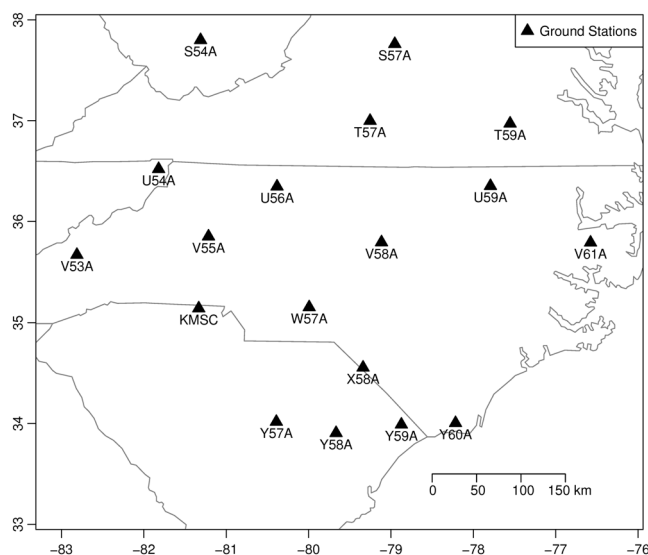 38
▲ Ground Stations
S54A
S57A
37
T57A
T59A
U54A
U56A
U59A
36
V55A
V58A
V61A
V53A
35
KMSC
W57A
X58A
34
Y57A
Y58A
Y59A
Y60A
0 50 100 150 km
33
−83 −82 −81 −80 −79 −78 −77 −76